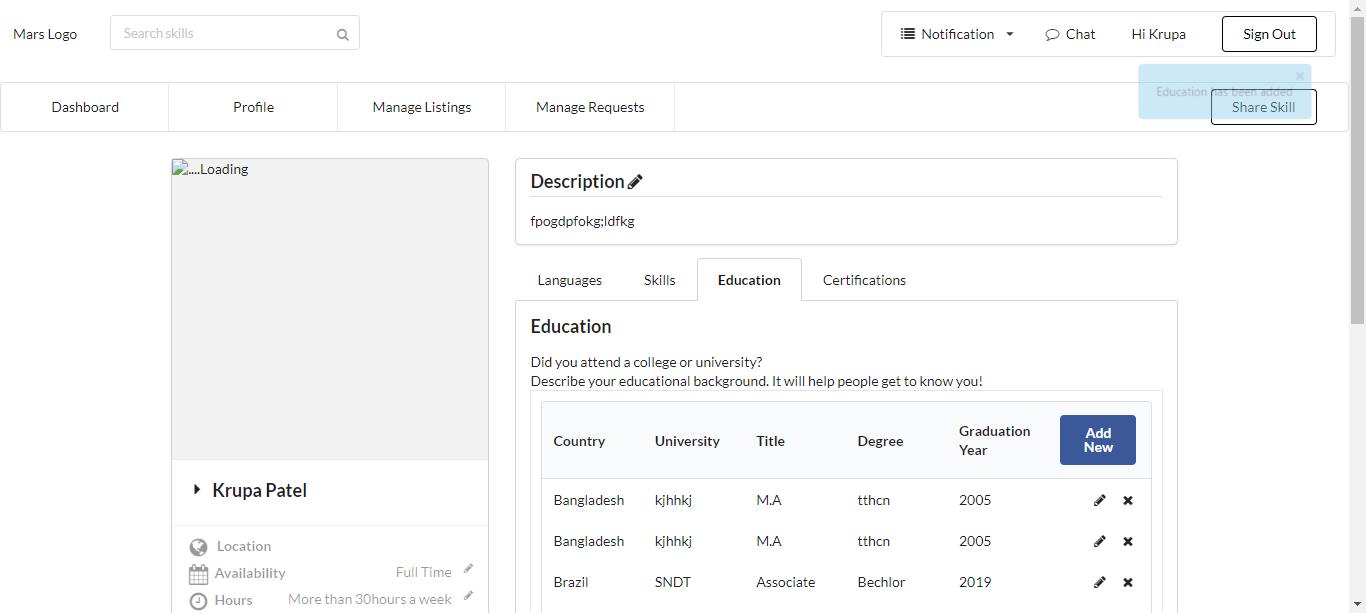 Mars Logo
Search skills
Notification
Chat
Hi Krupa
Sign Out
Dashboard
Profile
Manage Listings
Manage Requests
Education has been added
Share Skill
....Loading
Description
fpogdpfokg;ldfkg
Languages
Skills
Education
Certifications
Education
Did you attend a college or university?
Describe your educational background. It will help people get to know you!
Country University Title Degree Graduation Year
Add New
Bangladesh kjhhkj M.A tthcn 2005
Bangladesh kjhhkj M.A tthcn 2005
Brazil SNDT Associate Bechlor 2019
Krupa Patel
Location
Availability Full Time
Hours More than 30hours a week